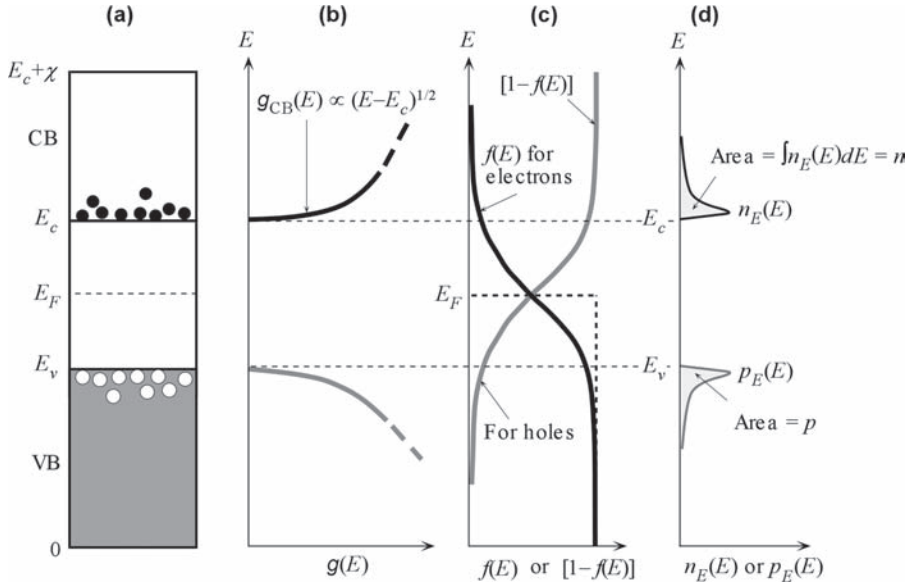 (a)
(b)
(c)
(d)
E
E
E
E_c+χ
g_CB(E) ∝ (E–E_c)^1/2
[1–f(E)]
CB
f(E) for
electrons
Area = ∫n_E(E)dE = n
E_c
E_c
n_E(E)
E_F
E_F
E_v
E_v
p_E(E)
For holes
Area = p
VB
0
g(E)
f(E) or [1–f(E)]
n_E(E) or p_E(E)